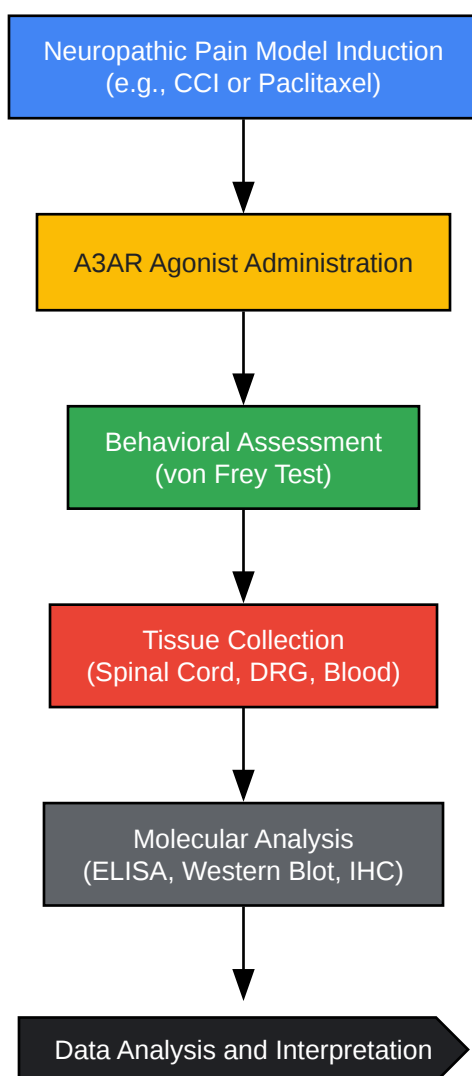 Neuropathic Pain Model Induction
(e.g., CCI or Paclitaxel)
A3AR Agonist Administration
Behavioral Assessment
(von Frey Test)
Tissue Collection
(Spinal Cord, DRG, Blood)
Molecular Analysis
(ELISA, Western Blot, IHC)
Data Analysis and Interpretation